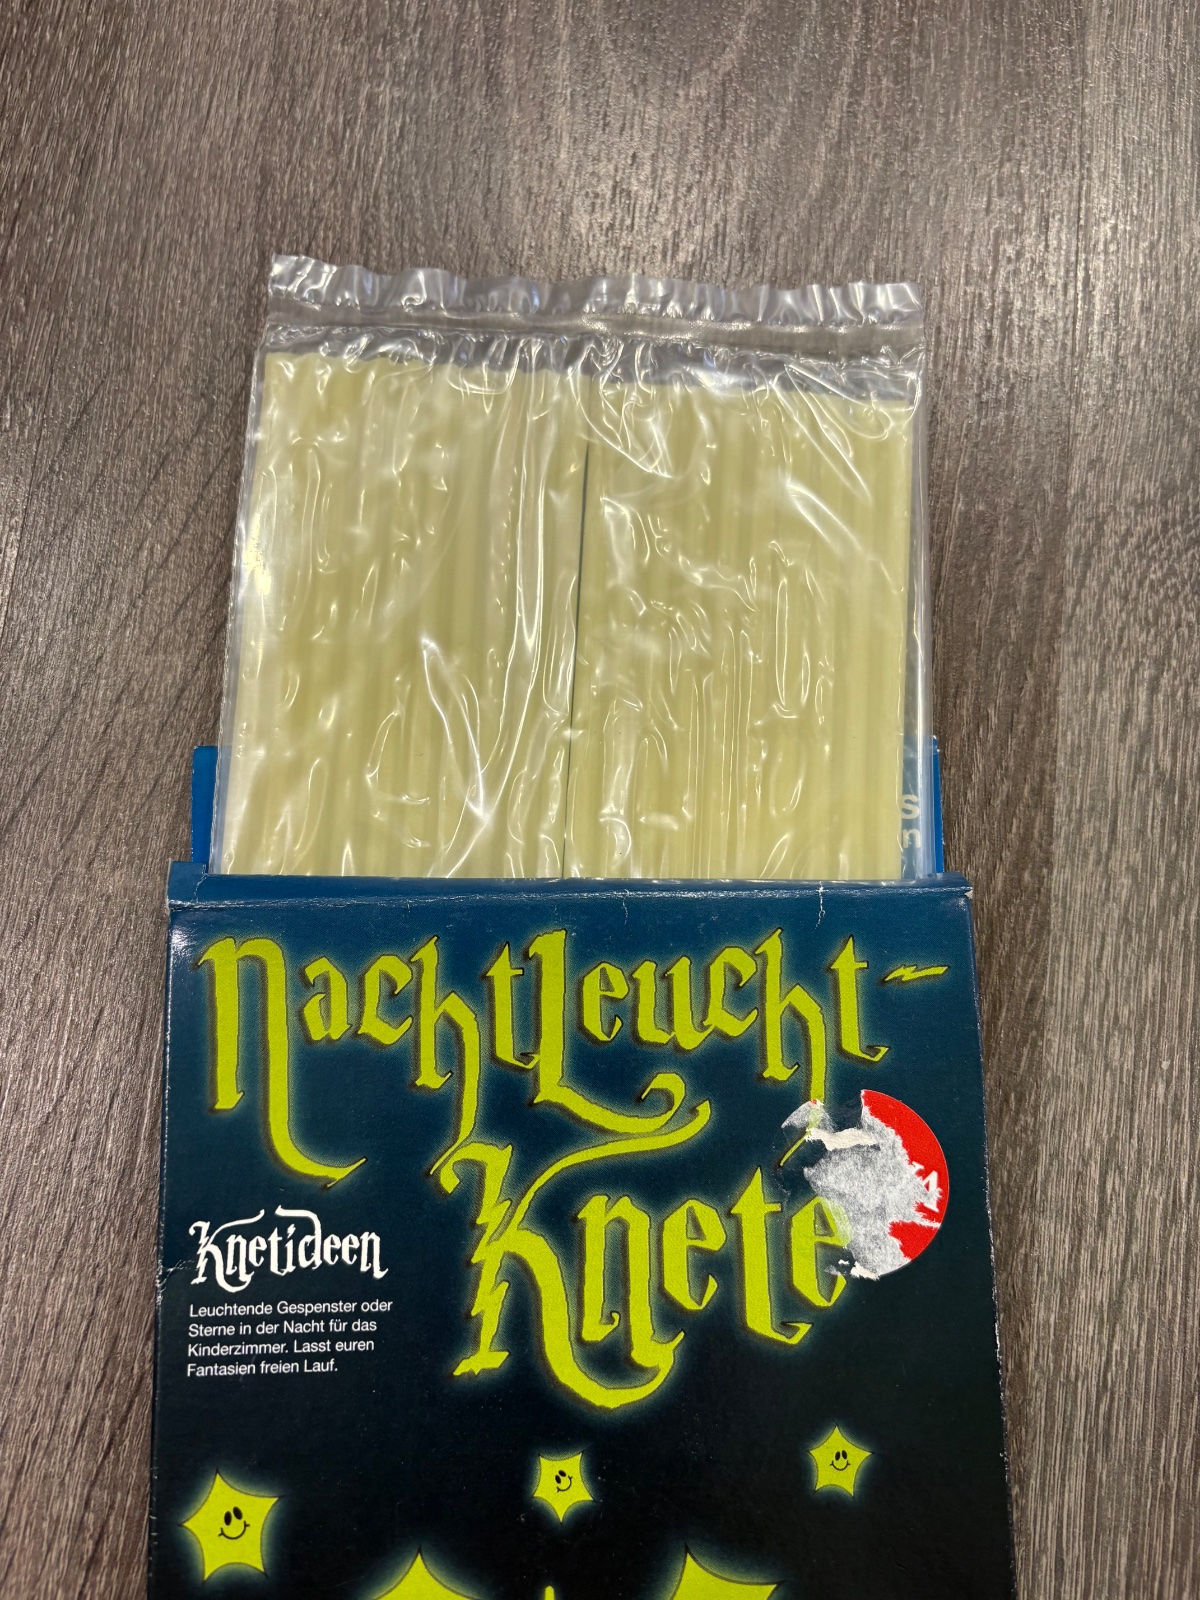 s
n
NachtLeucht-
Knete
Knetideen
Leuchtende Gespenster oder
Sterne in der Nacht für das
Kinderzimmer. Lasst euren
Fantasien freien Lauf.